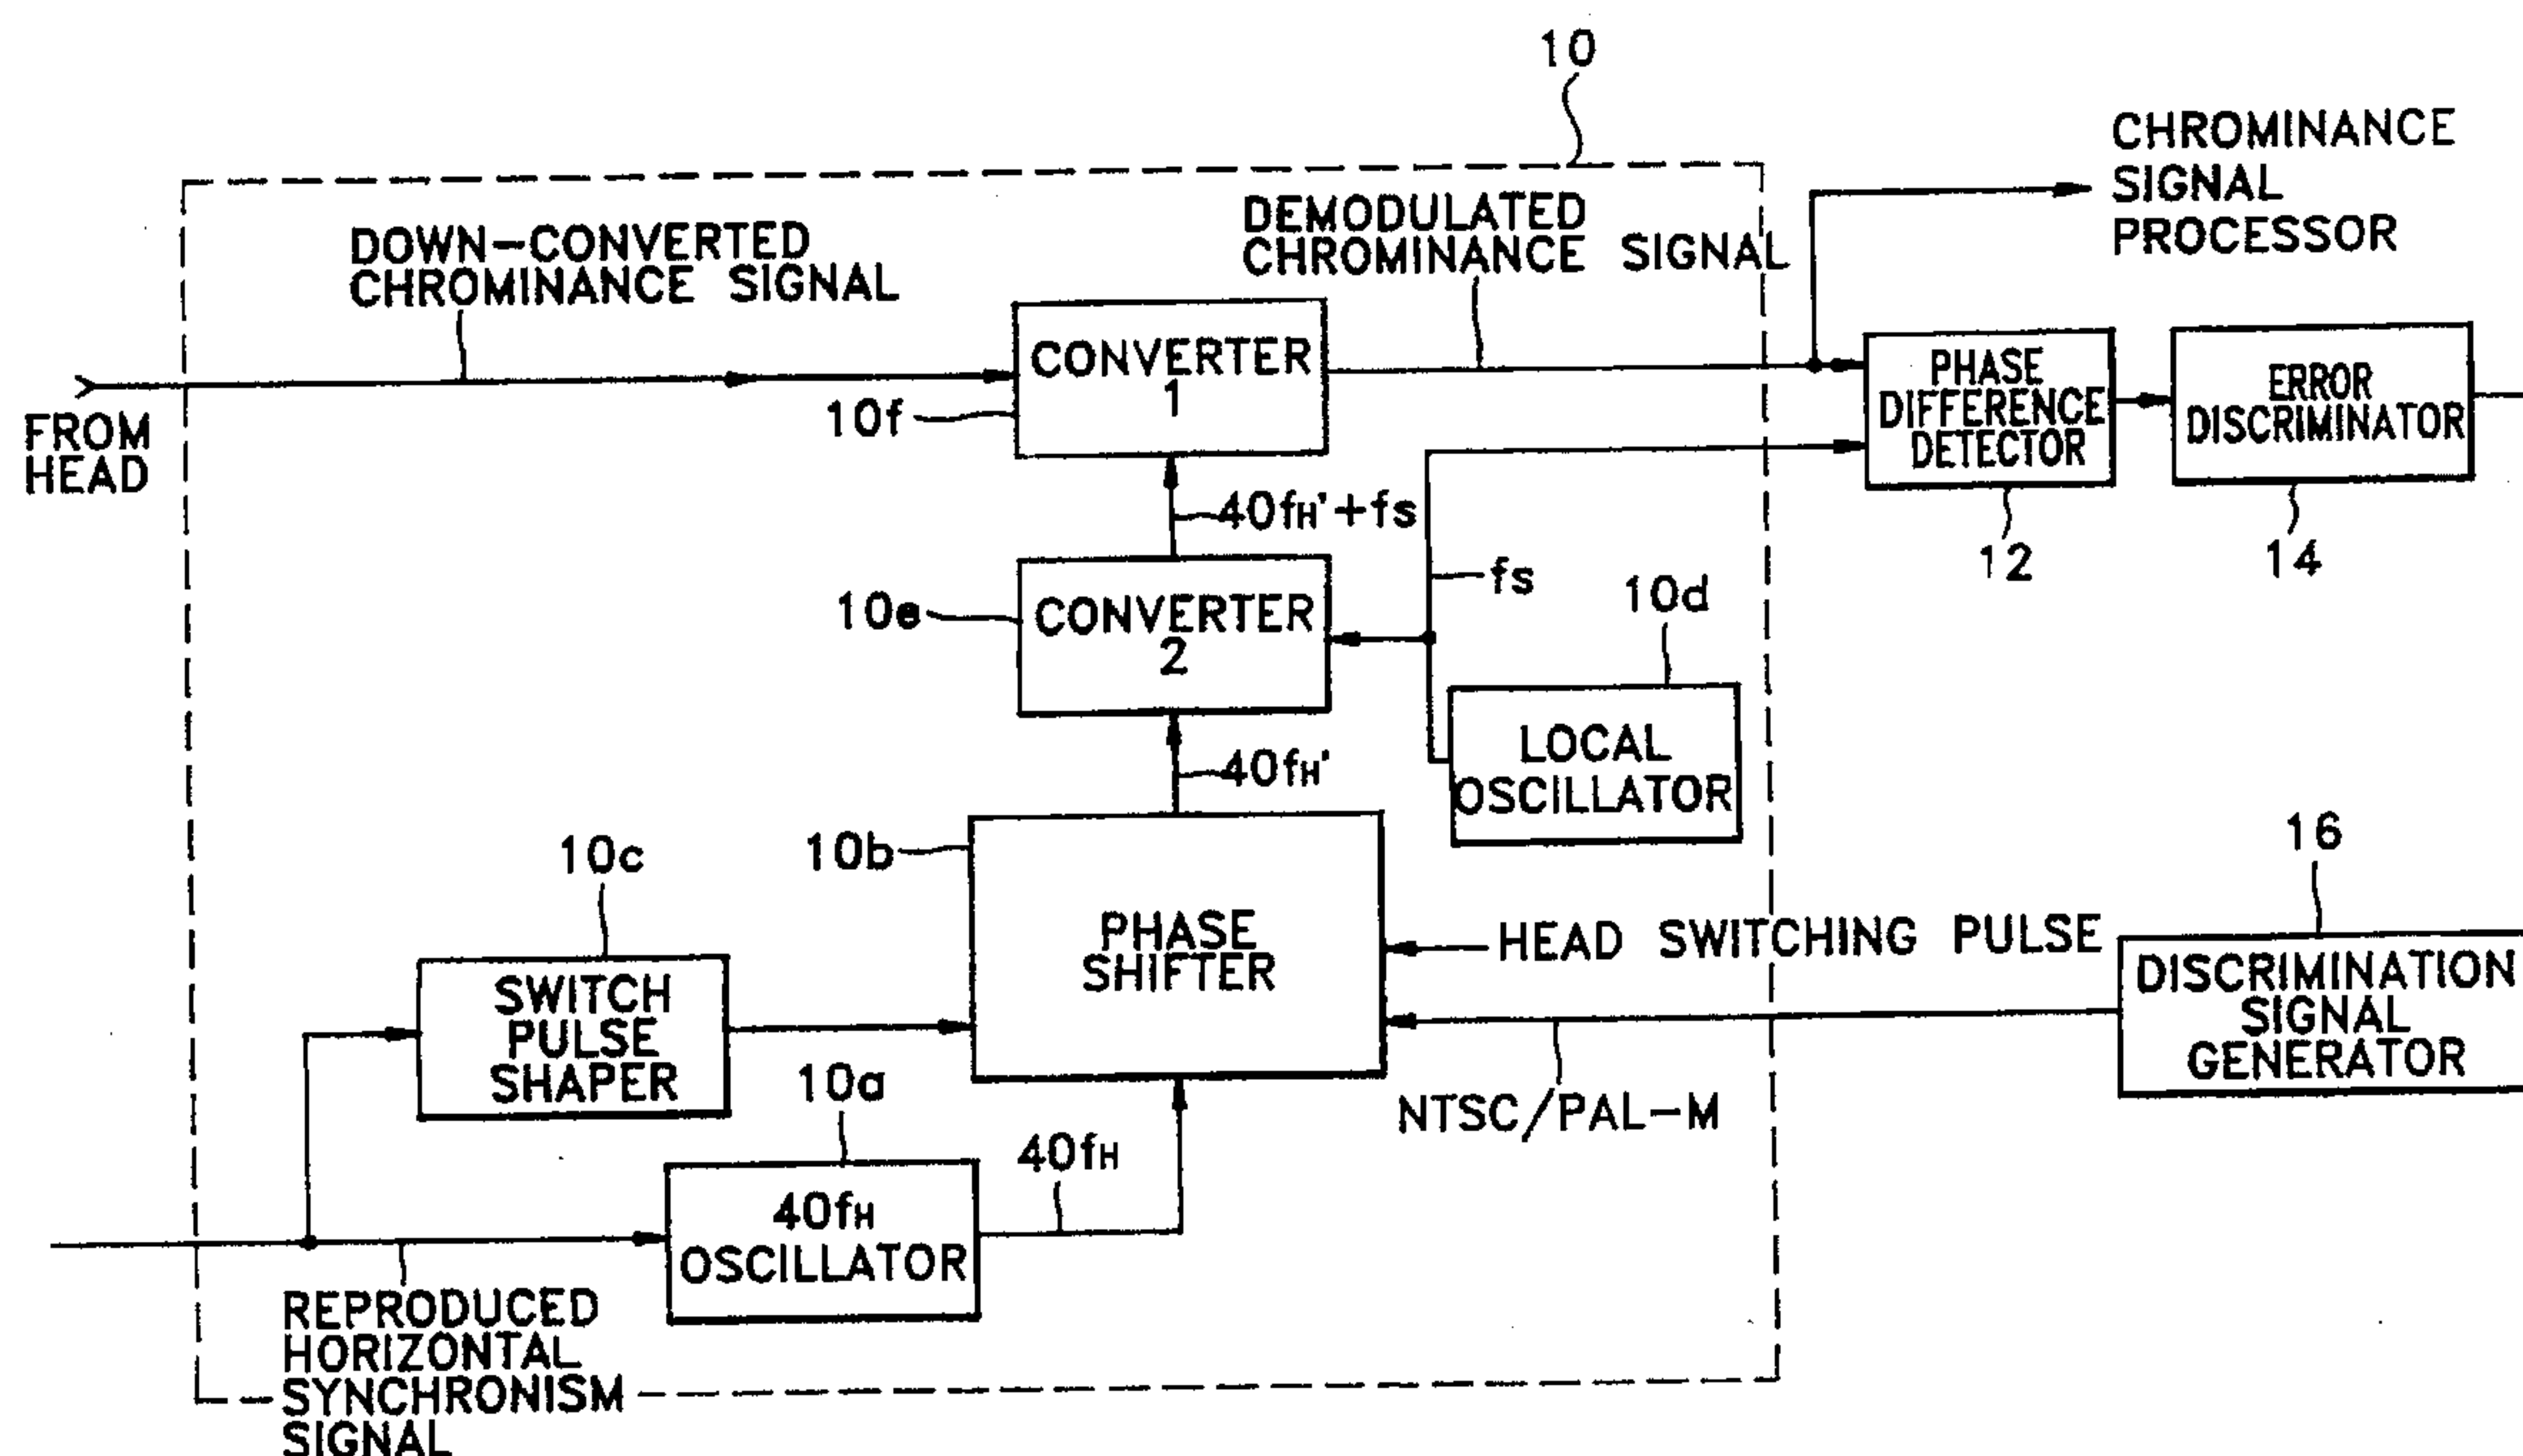 10
CHROMINANCE
SIGNAL
PROCESSOR
DOWN-CONVERTED
CHROMINANCE SIGNAL
DEMODULATED
CHROMINANCE SIGNAL
FROM
HEAD
CONVERTER
1
10f
PHASE
DIFFERENCE
DETECTOR
12
ERROR
DISCRIMINATOR
14
40fH'+fs
fs
10e
CONVERTER
2
10d
LOCAL
OSCILLATOR
40fH'
10c
10b
16
SWITCH
PULSE
SHAPER
PHASE
SHIFTER
HEAD SWITCHING PULSE
DISCRIMINATION
SIGNAL
GENERATOR
NTSC/PAL-M
10a
40fH
40fH
OSCILLATOR
REPRODUCED
HORIZONTAL
SYNCHRONISM
SIGNAL